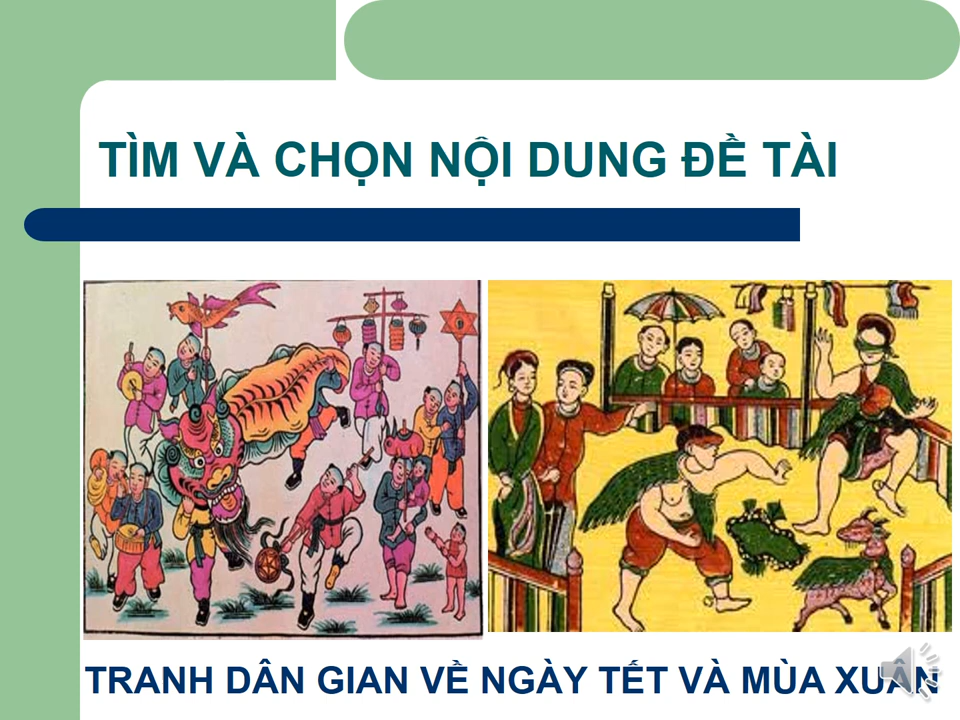 TÌM VÀ CHỌN NỘI DUNG ĐỀ TÀI
TRANH DÂN GIAN VỀ NGÀY TẾT VÀ MÙA XUÂN